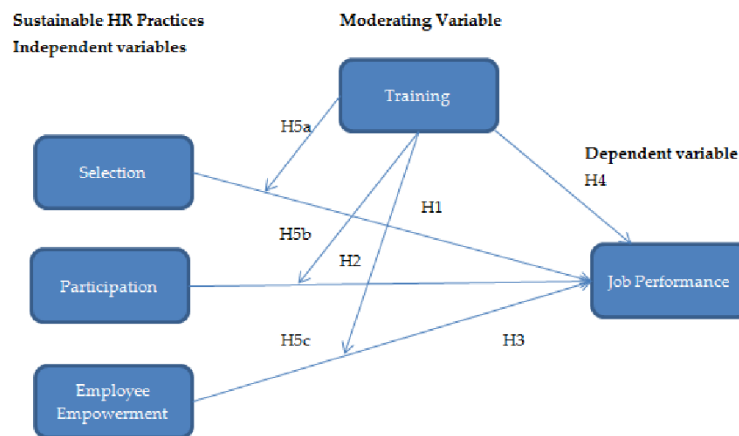 Sustainable HR Practices
Independent variables
Moderating Variable
Training
H5a
Selection
Dependent variable
H4
H1
H5b
H2
Participation
Job Performance
H5c
H3
Employee
Empowerment